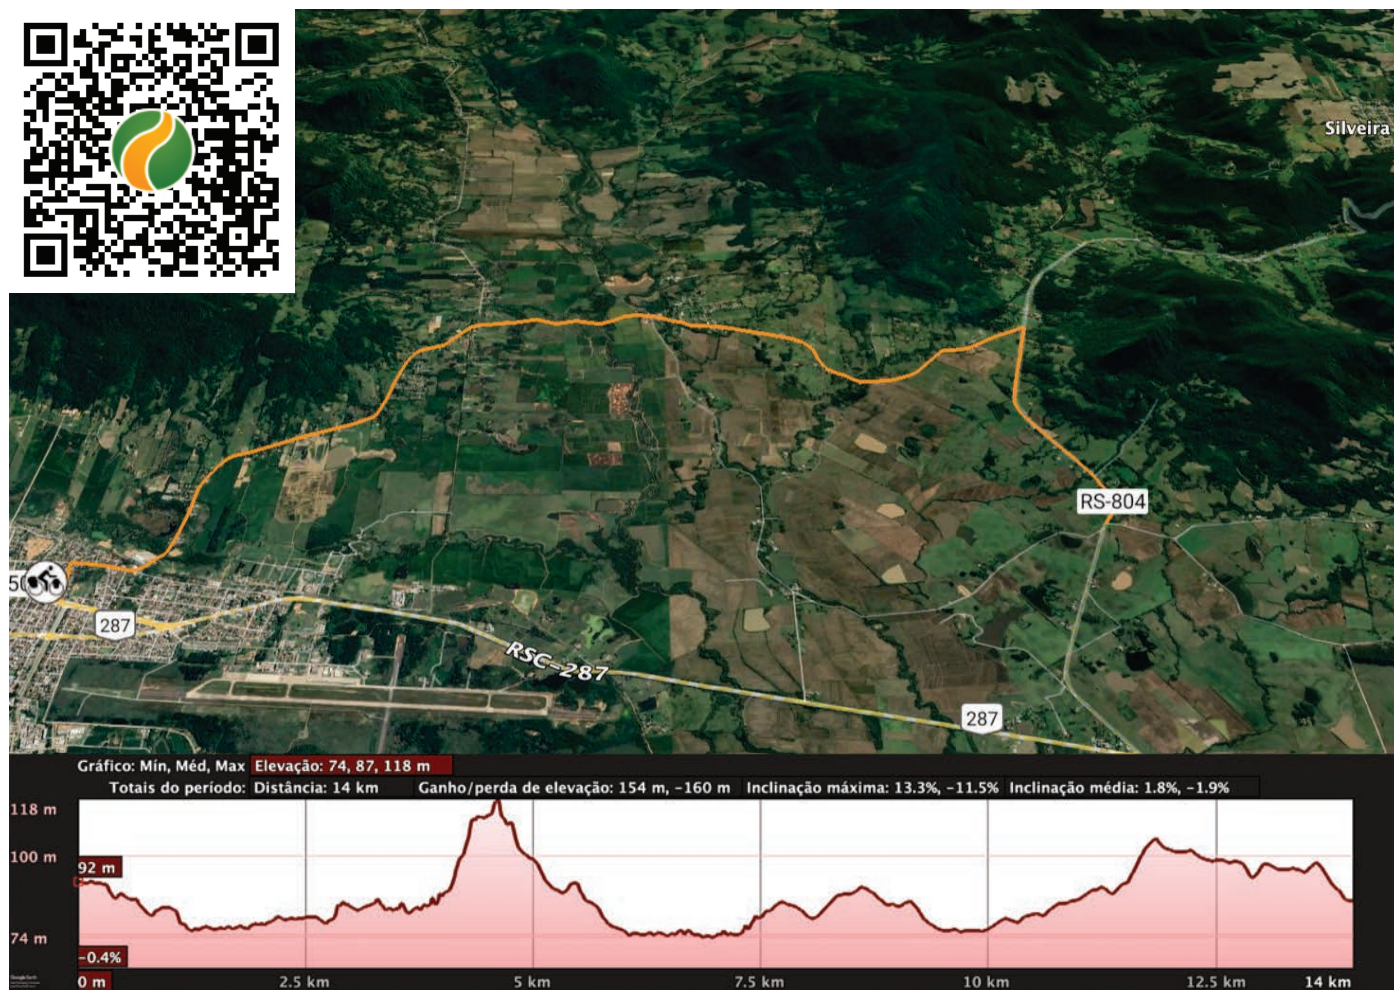 Silveira
RS-804
50
287
RSC-287
287
Gráfico: Mín, Méd, Max Elevação: 74, 87, 118 m
Totais do período: Distância: 14 km Ganho/perda de elevação: 154 m, -160 m Inclinação máxima: 13.3%, -11.5% Inclinação média: 1.8%, -1.9%
118 m
100 m
92 m
74 m
-0.4%
0 m 2.5 km 5 km 7.5 km 10 km 12.5 km 14 km